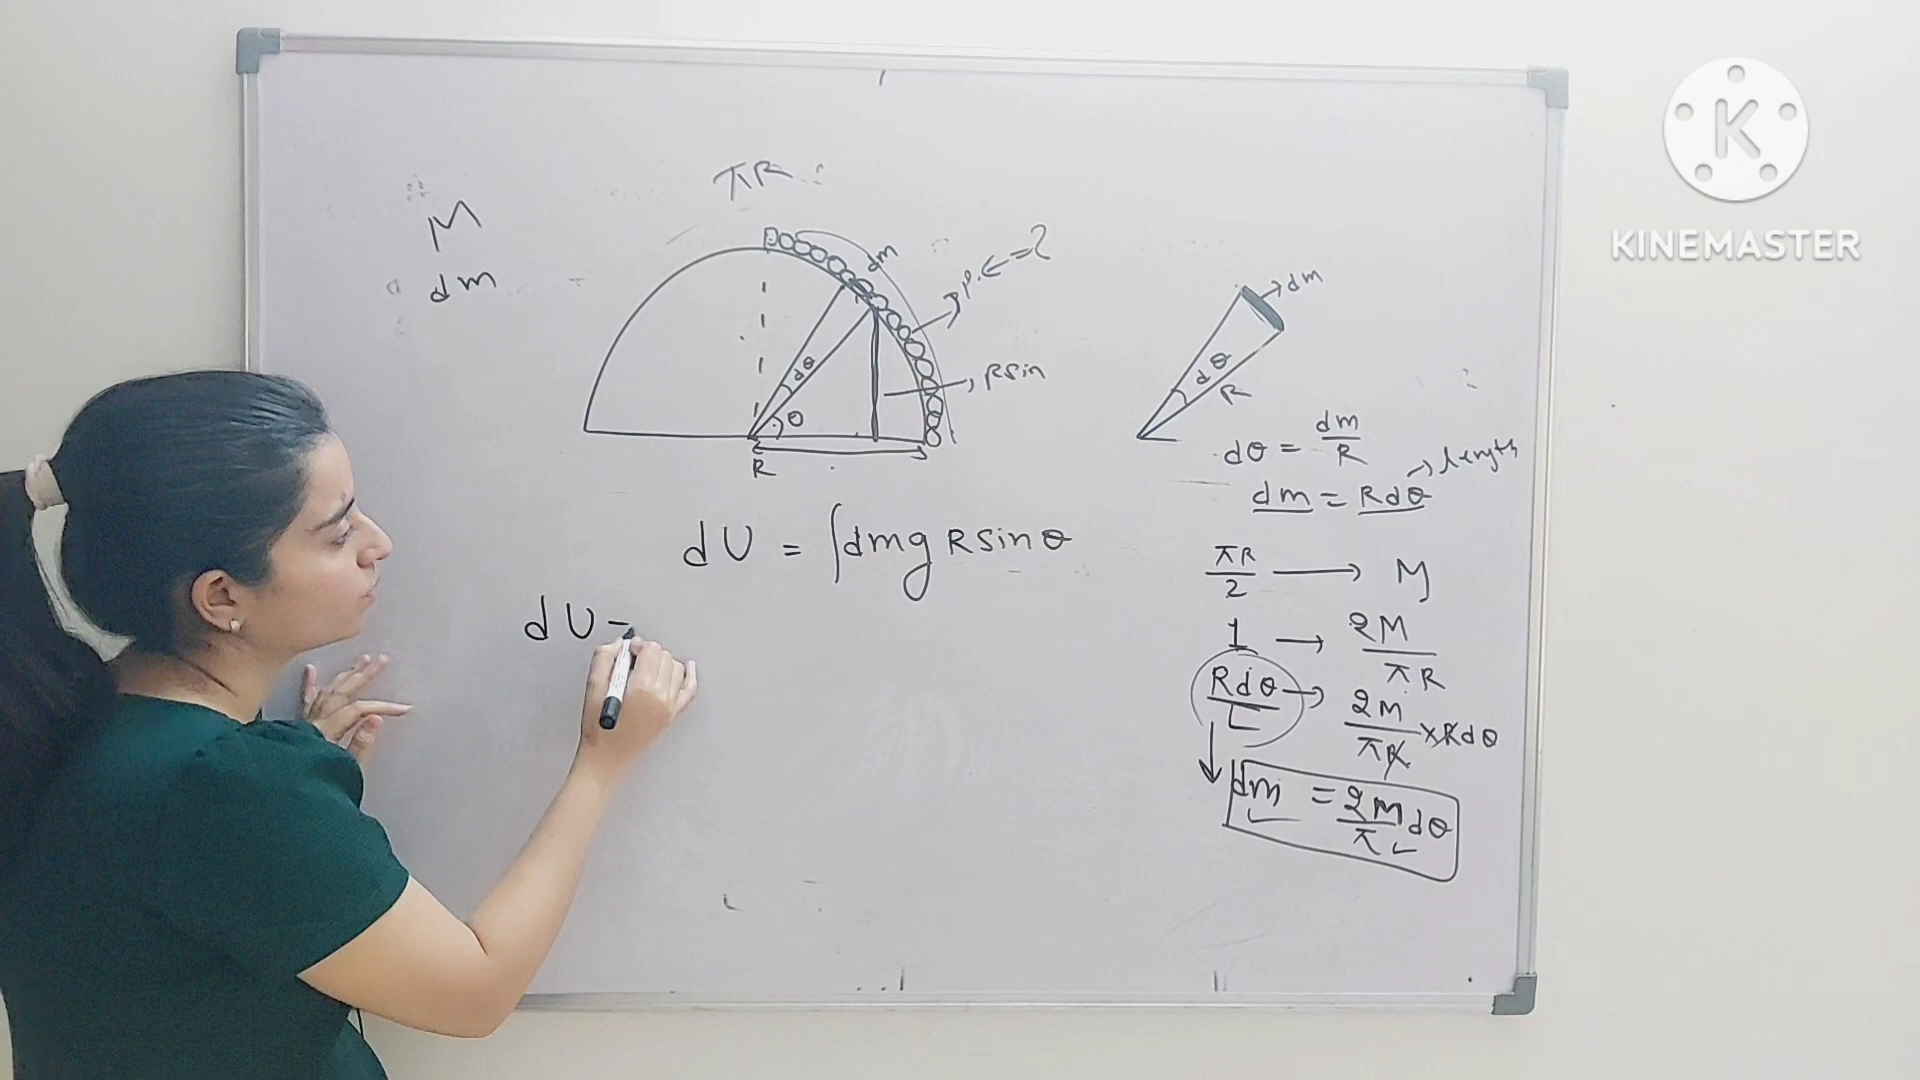 πR
M
dm
dm
P.E = ?
Rsin
dθ
θ
R
dm
dθ
R
dθ = dm/R
dm = Rdθ → length
dU = ∫dmg R sin θ
πR/2 → M
1 → 2M/πR
Rdθ → 2M/πR × Rdθ
L
dm = 2M/π dθ
dU =
K
KINEMASTER